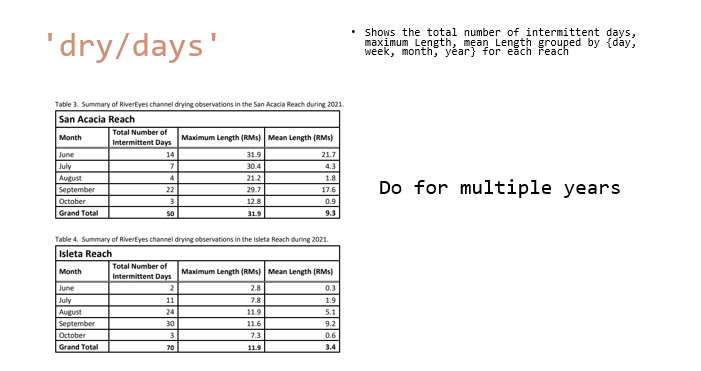 'dry/days'
• Shows the total number of intermittent days,
maximum Length, mean Length grouped by {day,
week, month, year} for each reach
Table 3. Summary of RiverEyes channel drying observations in the San Acacia Reach during 2021.
San Acacia Reach
Month Total Number of Intermittent Days Maximum Length (RMs) Mean Length (RMs)
June 14 31.9 21.7
July 7 30.4 4.3
August 4 21.2 1.8
September 22 29.7 17.6
October 3 12.8 0.9
Grand Total 50 31.9 9.3
Do for multiple years
Table 4. Summary of RiverEyes channel drying observations in the Isleta Reach during 2021.
Isleta Reach
Month Total Number of Intermittent Days Maximum Length (RMs) Mean Length (RMs)
June 2 2.8 0.3
July 11 7.8 1.9
August 24 11.9 5.1
September 30 11.6 9.2
October 3 7.3 0.6
Grand Total 70 11.9 3.4